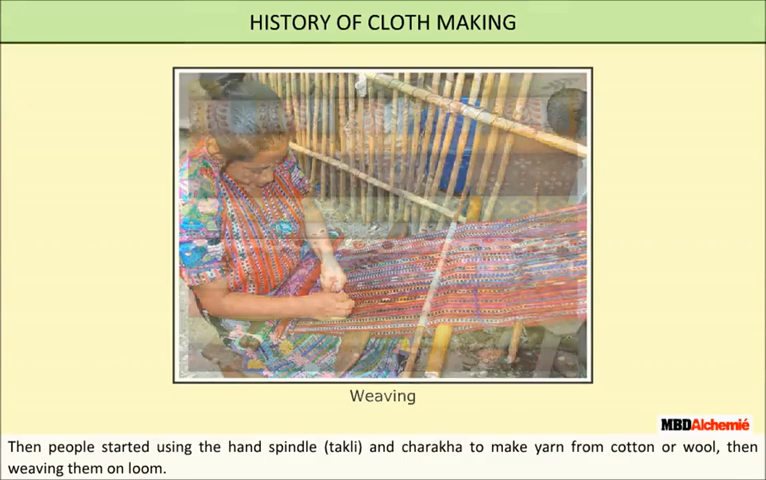 HISTORY OF CLOTH MAKING
Weaving
MBDAlchemié
Then people started using the hand spindle (takli) and charakha to make yarn from cotton or wool, then
weaving them on loom.